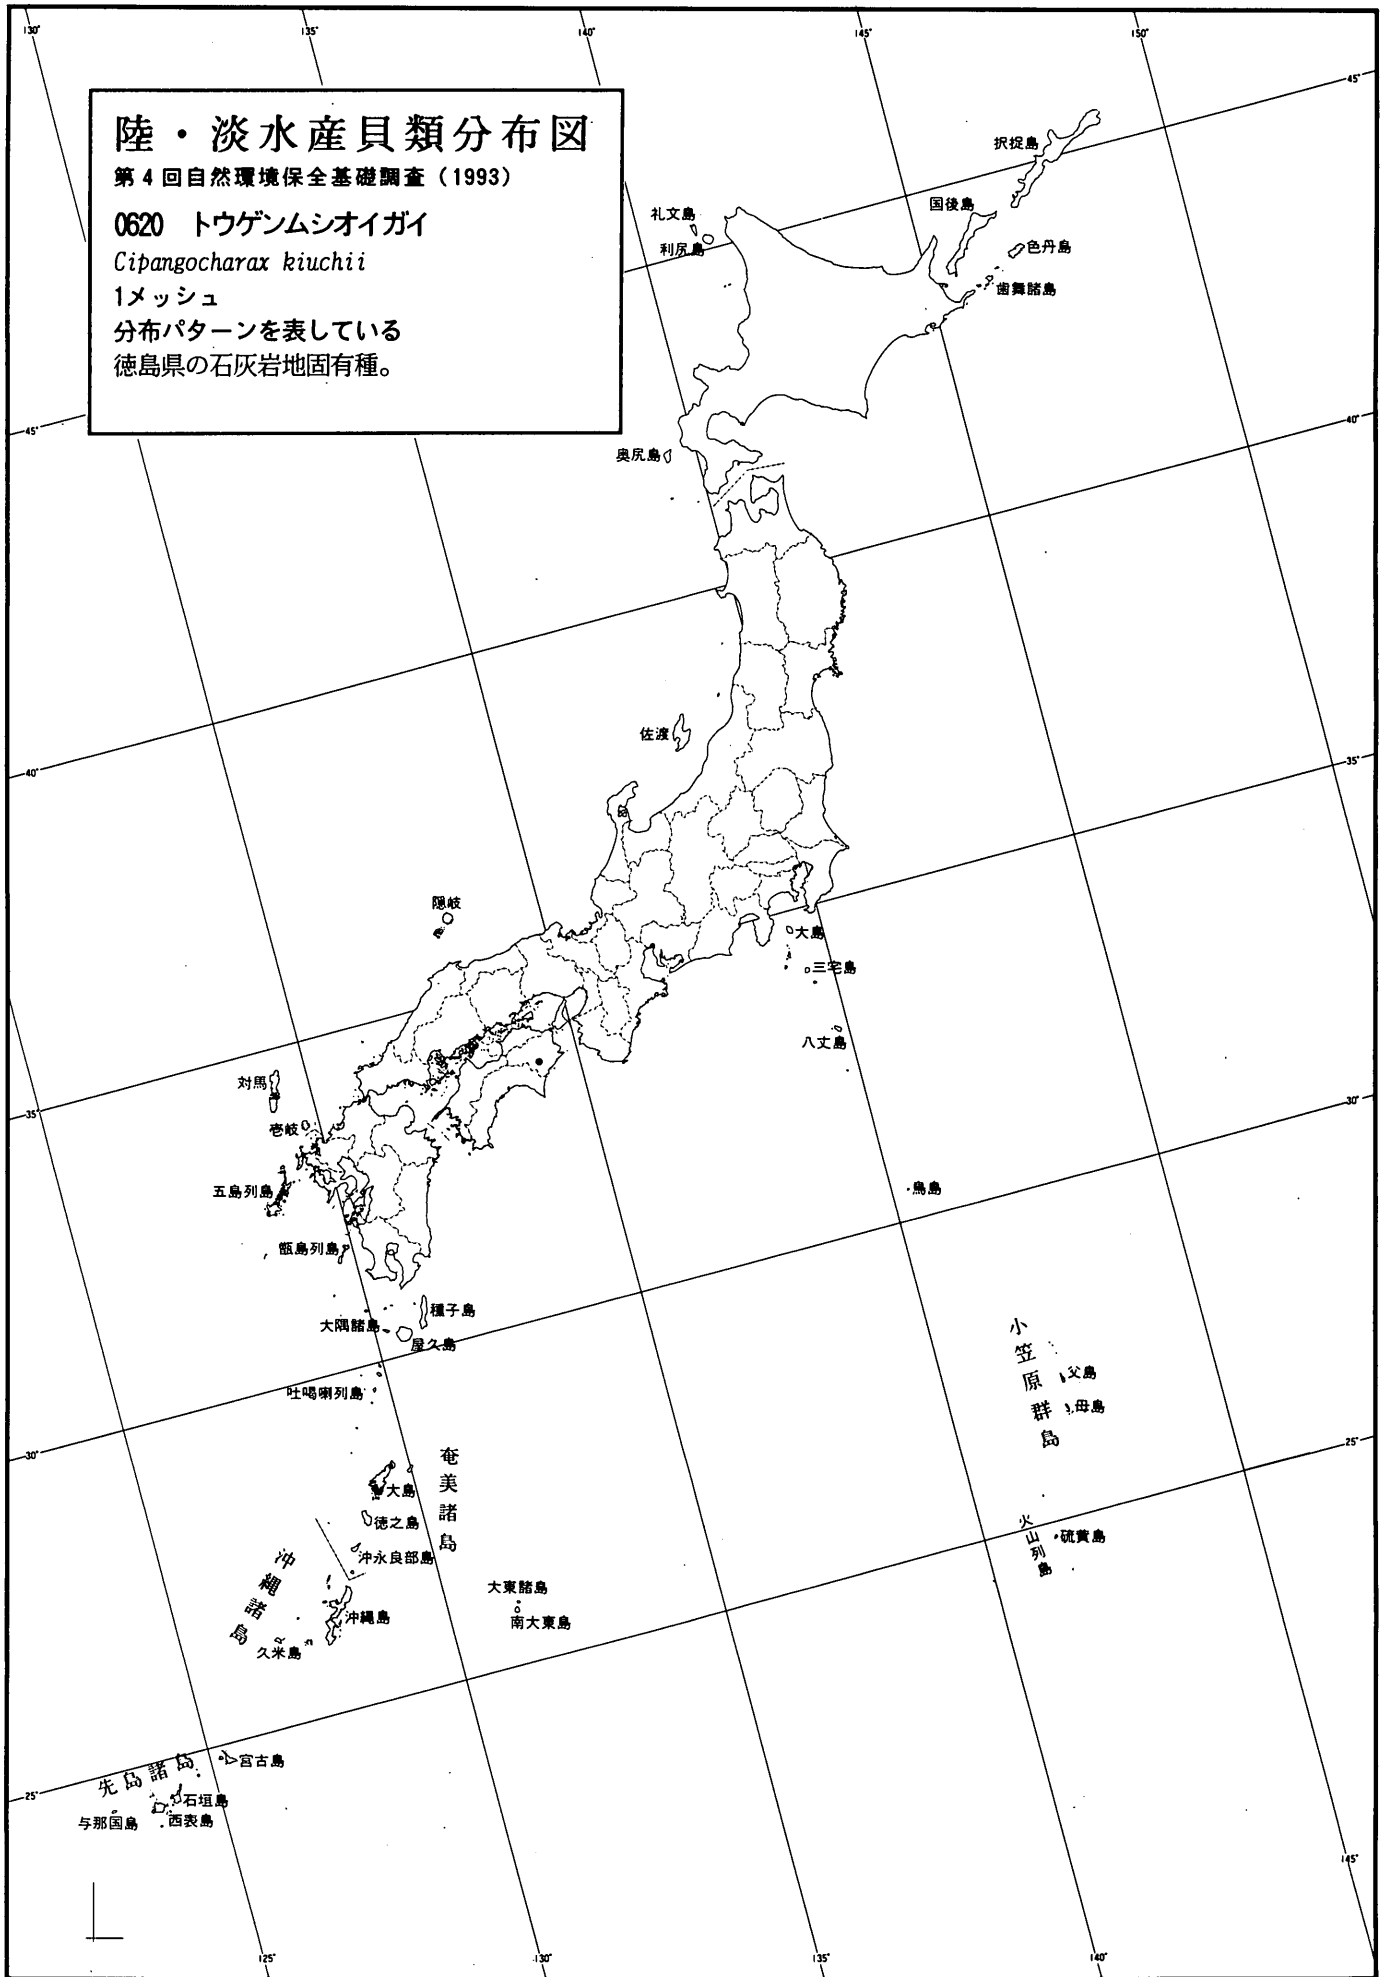 130°
135°
140°
145°
150°
陸・淡水産貝類分布図
第4回自然環境保全基礎調査（1993）
0620 トウゲンムシオイガイ
Cipangocharax kiuchii
1メッシュ
分布パターンを表している
徳島県の石灰岩地固有種。
45°
択捉島
国後島
色丹島
歯舞諸島
礼文島
利尻島
45°
40°
奥尻島
佐渡
40°
35°
隠岐
大島
三宅島
八丈島
対馬
35°
壱岐
30°
五島列島
鳥島
甑島列島
種子島
大隅諸島
屋久島
吐噶喇列島
小笠原群島
父島
母島
30°
25°
奄美諸島
大島
徳之島
沖永良部島
火山列島
硫黄島
沖縄諸島
沖縄島
久米島
大東諸島
南大東島
先島諸島
宮古島
25°
石垣島
西表島
与那国島
145°
125°
130°
135°
140°